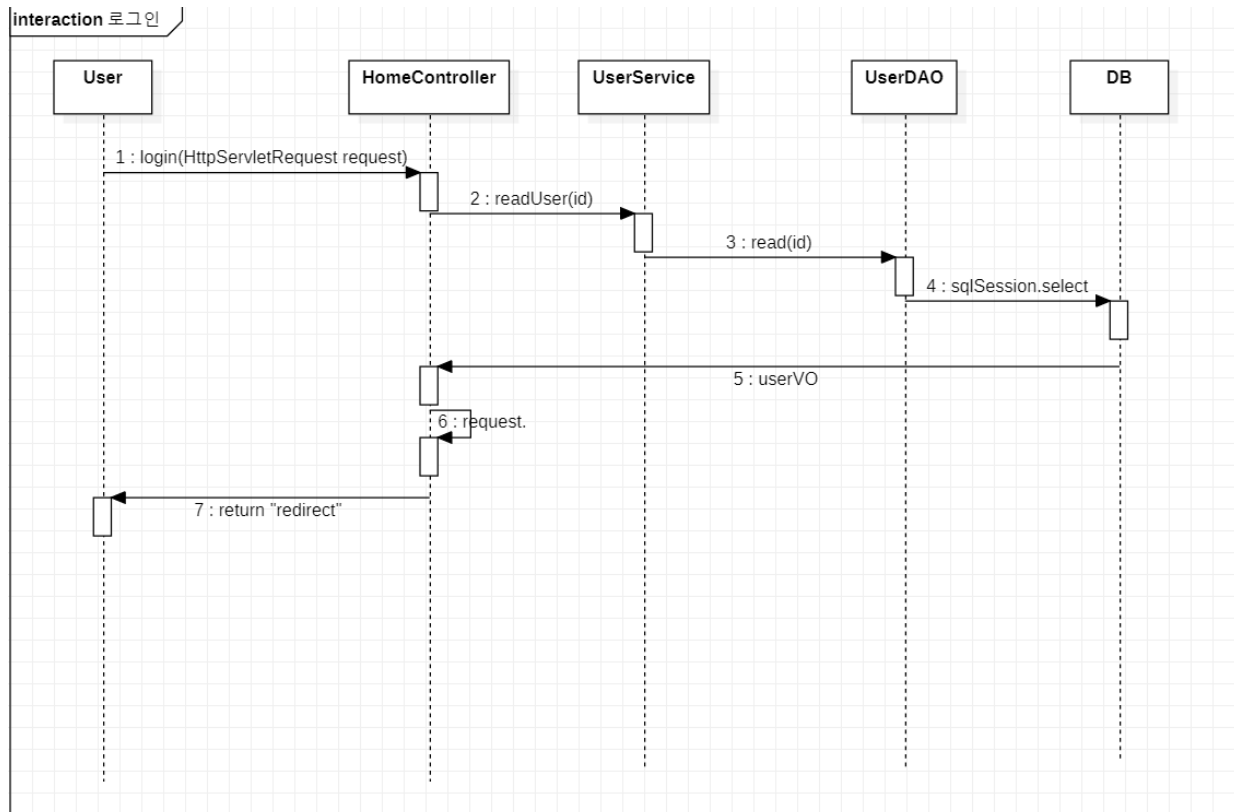 interaction 로그인
User
HomeController
UserService
UserDAO
DB
1 : login(HttpServletRequest request)
2 : readUser(id)
3 : read(id)
4 : sqlSession.select
5 : userVO
6 : request.
7 : return "redirect"